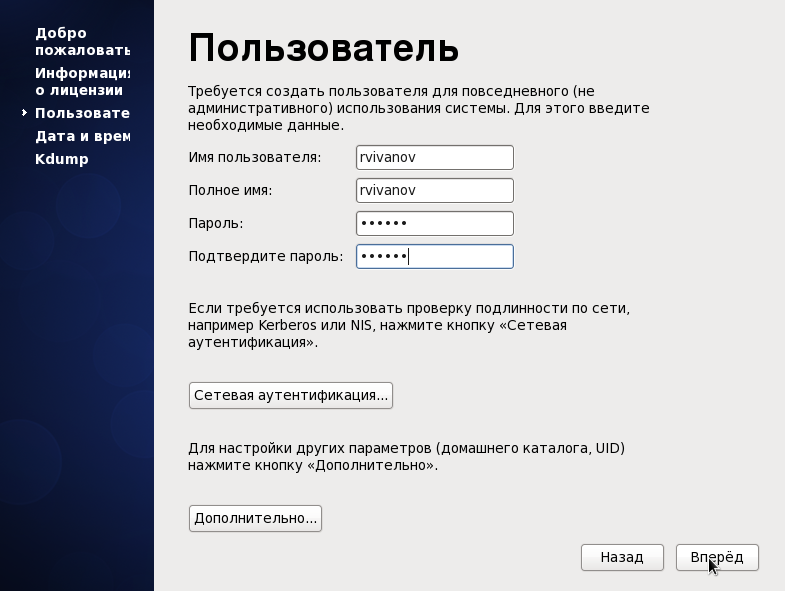 Добро
пожаловать
Информация
о лицензии
Пользовате
Дата и врем
Kdump
Пользователь
Требуется создать пользователя для повседневного (не
административного) использования системы. Для этого введите
необходимые данные.
Имя пользователя: rvivanov
Полное имя: rvivanov
Пароль: ••••••
Подтвердите пароль: ••••••
Если требуется использовать проверку подлинности по сети,
например Kerberos или NIS, нажмите кнопку «Сетевая
аутентификация».
Сетевая аутентификация...
Для настройки других параметров (домашнего каталога, UID)
нажмите кнопку «Дополнительно».
Дополнительно...
Назад Вперёд